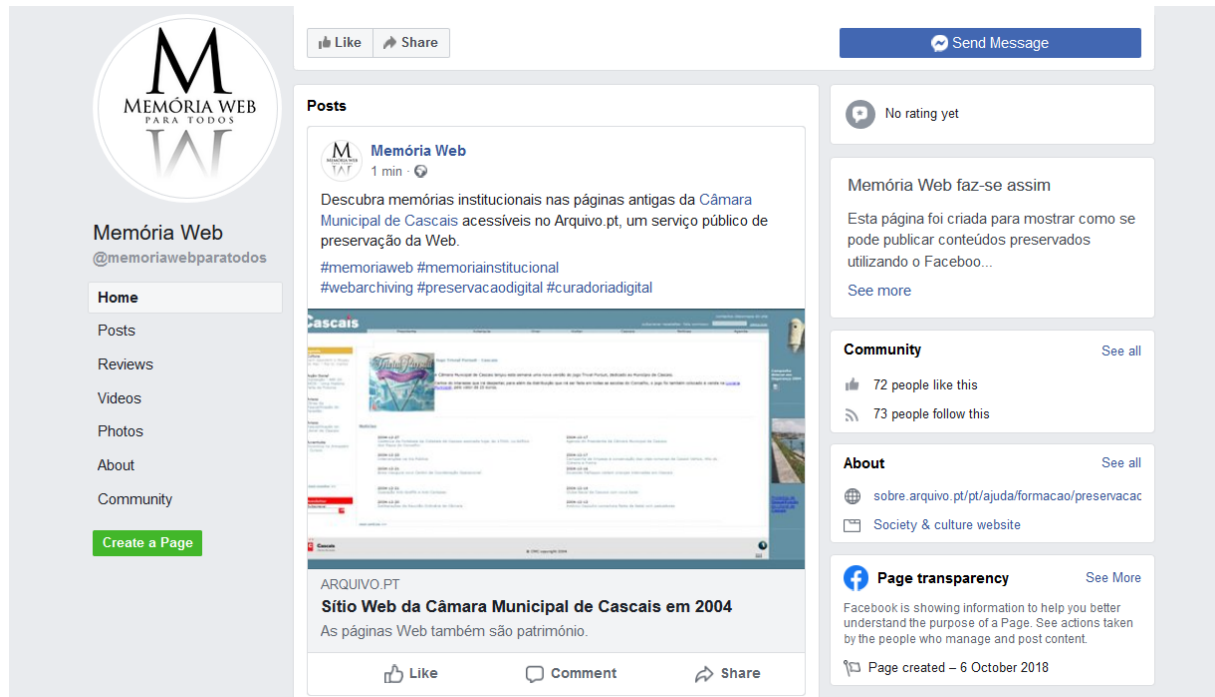 M
MEMÓRIA WEB
PARA TODOS
Memória Web
@memoriawebparatodos
Home
Posts
Reviews
Videos
Photos
About
Community
Create a Page
Like
Share
Send Message
Posts
Memória Web
1 min ·
Descubra memórias institucionais nas páginas antigas da Câmara
Municipal de Cascais acessíveis no Arquivo.pt, um serviço público de
preservação da Web.
#memoriaweb #memoriainstitucional
#webarchiving #preservacaodigital #curadoriadigital
Cascais
Notícias
© CMC copyright 2004
ARQUIVO.PT
Sítio Web da Câmara Municipal de Cascais em 2004
As páginas Web também são património.
Like
Comment
Share
No rating yet
Memória Web faz-se assim
Esta página foi criada para mostrar como se
pode publicar conteúdos preservados
utilizando o Faceboo...
See more
Community
See all
72 people like this
73 people follow this
About
See all
sobre.arquivo.pt/pt/ajuda/formacao/preservacac
Society & culture website
Page transparency
See More
Facebook is showing information to help you better
understand the purpose of a Page. See actions taken
by the people who manage and post content.
Page created – 6 October 2018